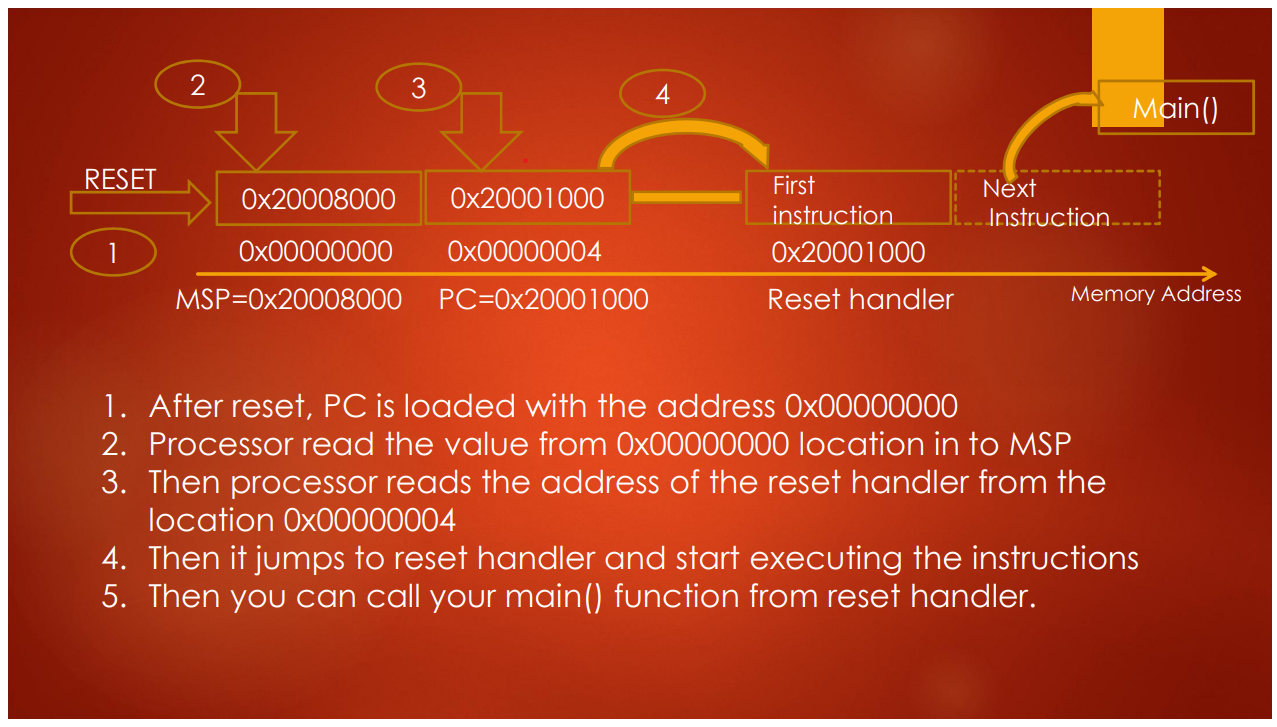 2
3
4
Main()
RESET
0x20008000
0x20001000
First
instruction
Next
Instruction
1
0x00000000
0x00000004
0x20001000
MSP=0x20008000
PC=0x20001000
Reset handler
Memory Address
1. After reset, PC is loaded with the address 0x00000000
2. Processor read the value from 0x00000000 location in to MSP
3. Then processor reads the address of the reset handler from the
location 0x00000004
4. Then it jumps to reset handler and start executing the instructions
5. Then you can call your main() function from reset handler.